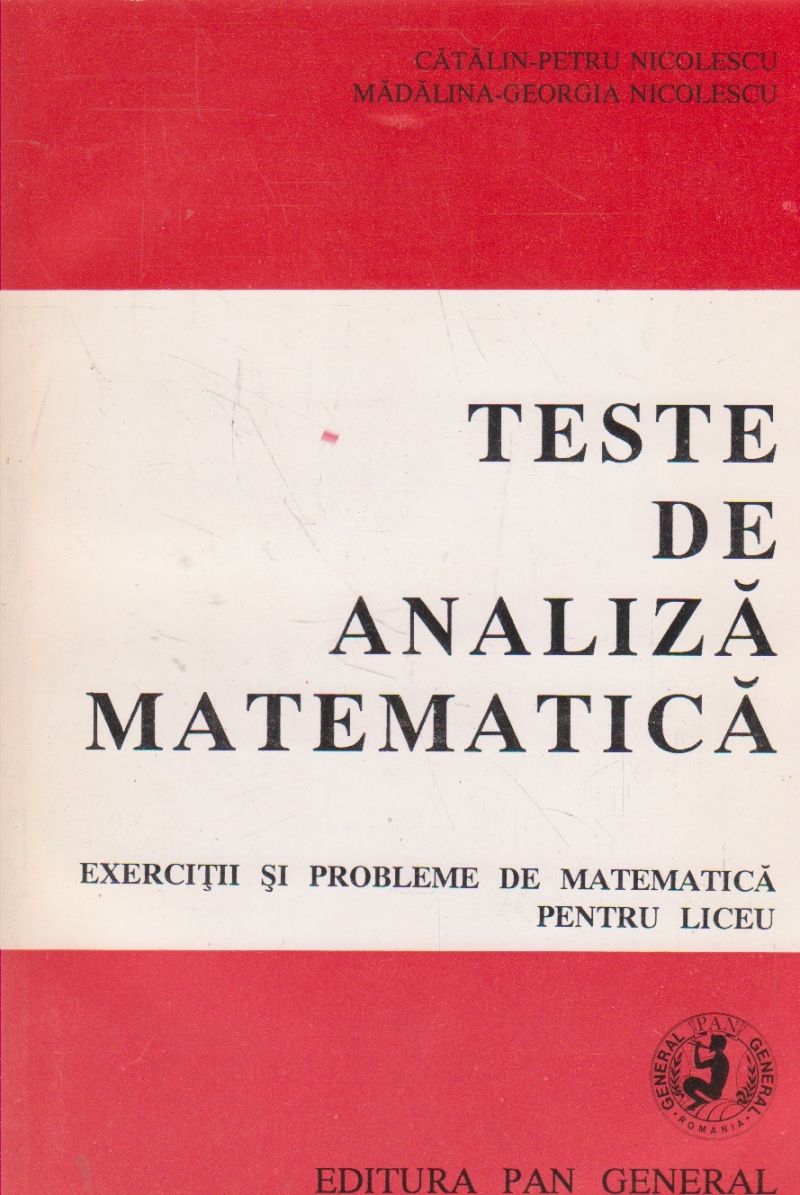 CĂTĂLIN-PETRU NICOLESCU
MĂDĂLINA-GEORGIA NICOLESCU
TESTE
DE
ANALIZĂ
MATEMATICĂ
EXERCIŢII ŞI PROBLEME DE MATEMATICĂ
PENTRU LICEU
GENERAL PAN GENERAL
• ROMANIA •
EDITURA PAN GENERAL